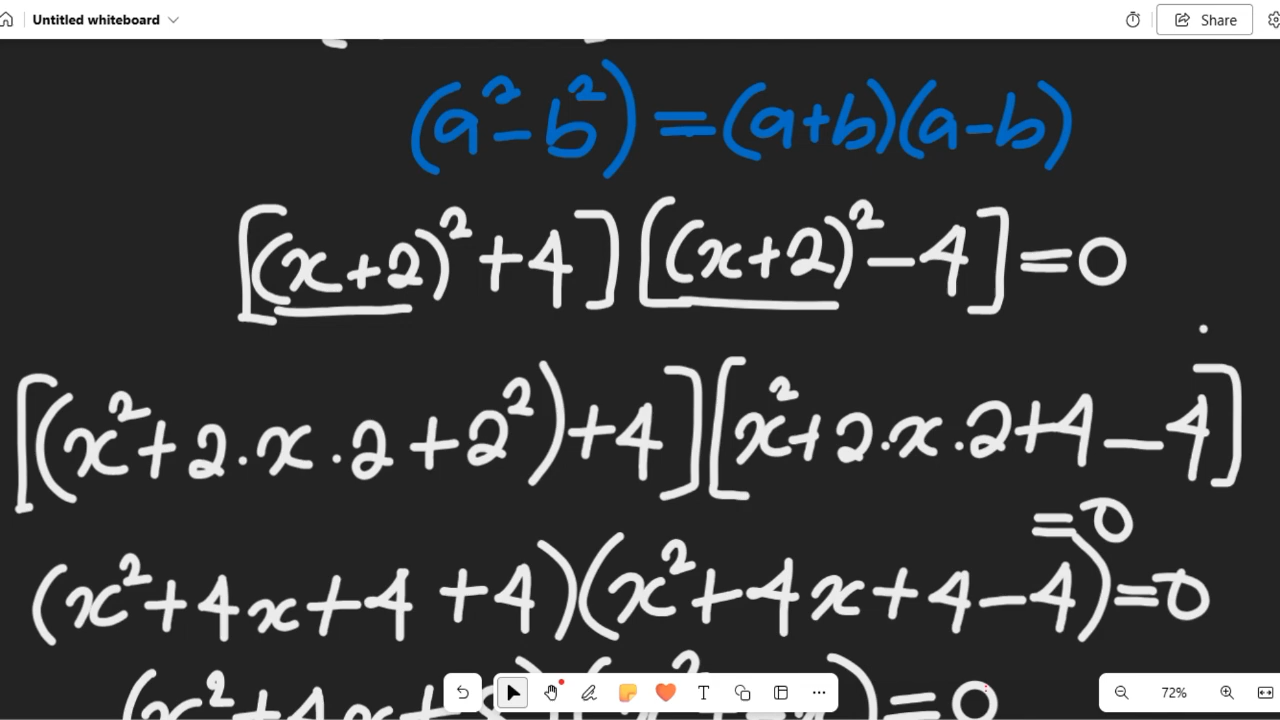 Untitled whiteboard
Share
(a²-b²)=(a+b)(a-b)
[(x+2)²+4][(x+2)²-4]=0
[(x²+2.x.2+2²)+4][x²+2.x.2+4-4]
=0
(x²+4x+4+4)(x²+4x+4-4)=0
T
72%